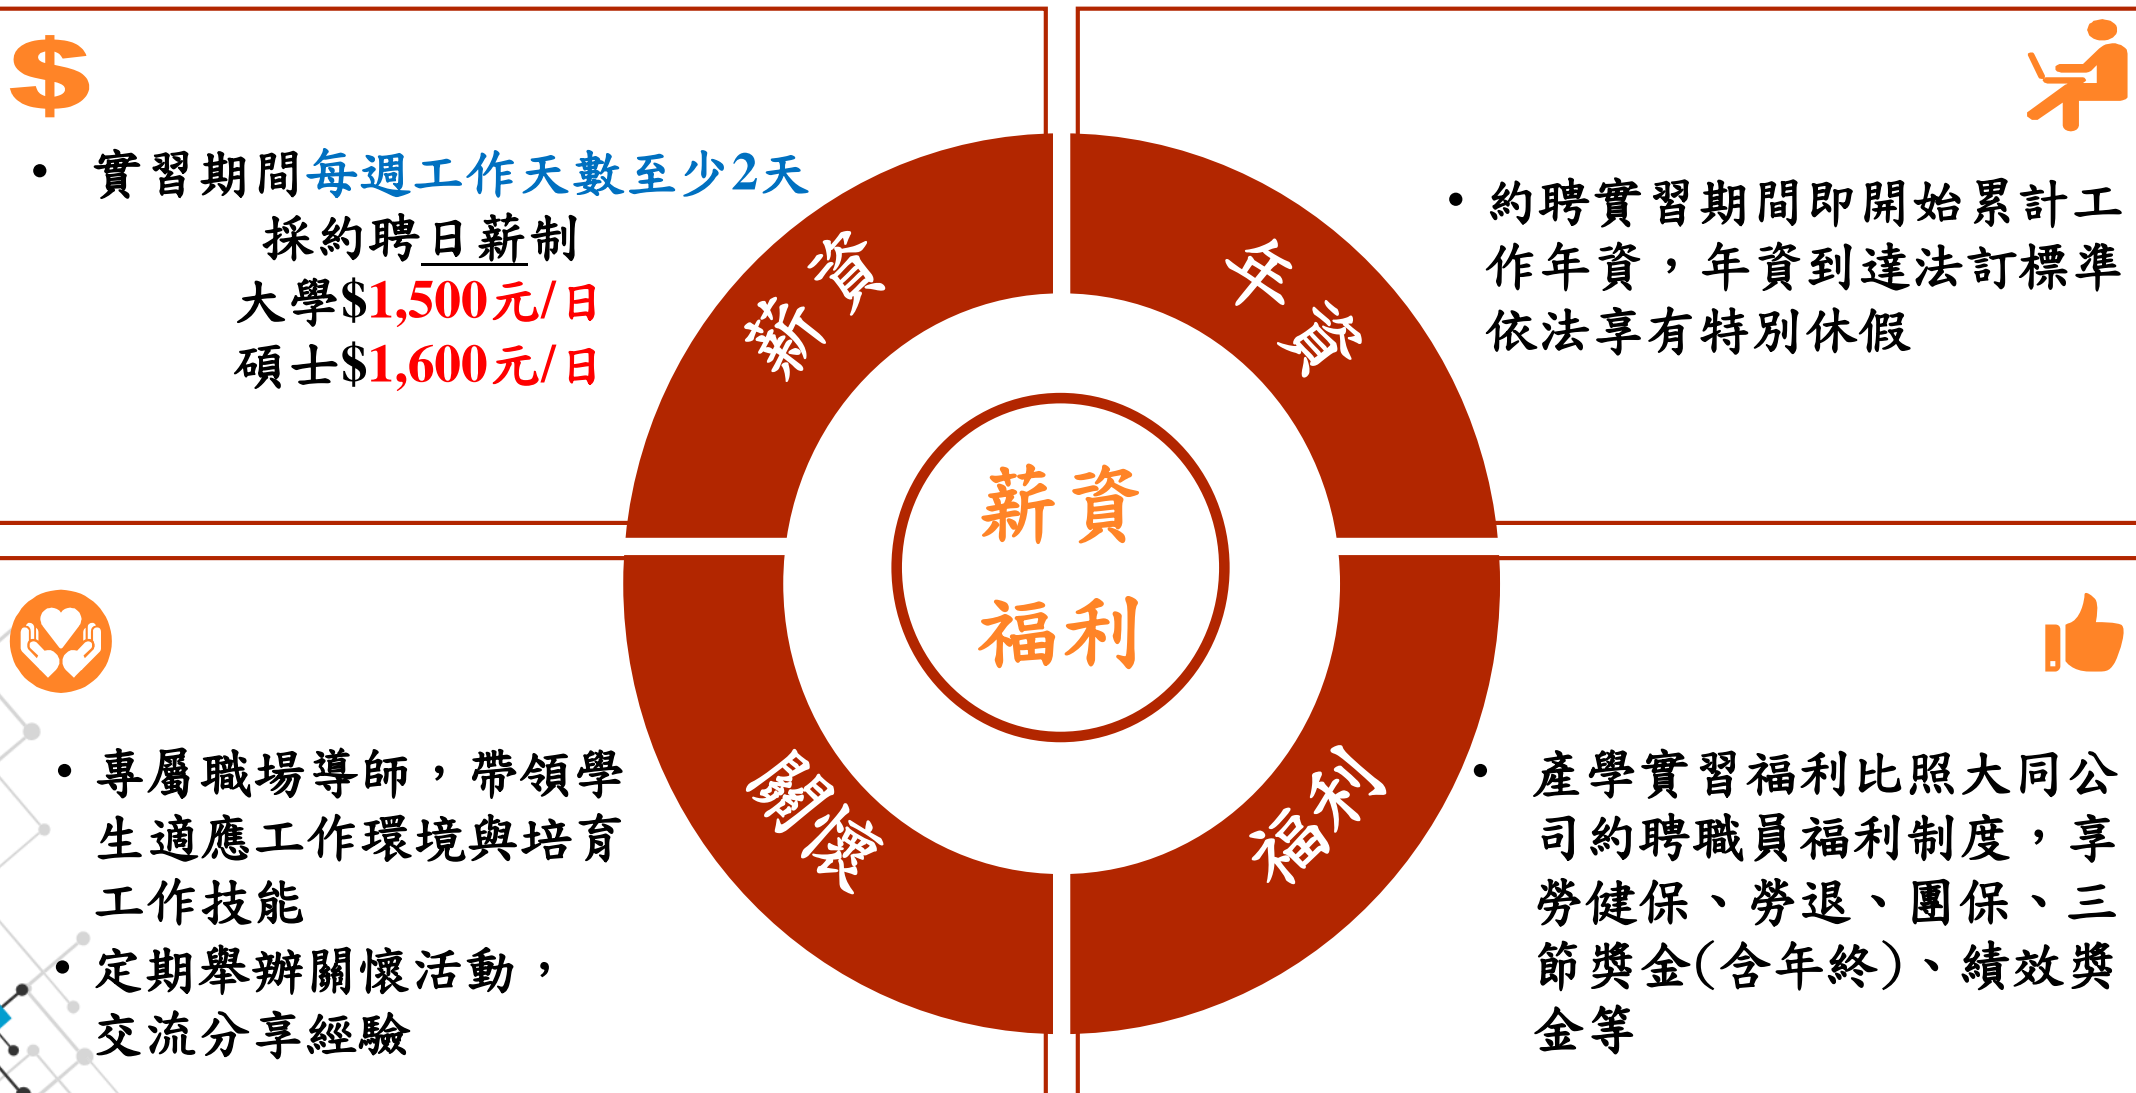 • 實習期間每週工作天數至少2天
採約聘日薪制
大學$1,500元/日
碩士$1,600元/日
• 約聘實習期間即開始累計工
作年資，年資到達法訂標準
依法享有特別休假
薪資
年資
薪資
福利
關懷
福利
• 專屬職場導師，帶領學
生適應工作環境與培育
工作技能
• 定期舉辦關懷活動，
交流分享經驗
• 產學實習福利比照大同公
司約聘職員福利制度，享
勞健保、勞退、團保、三
節獎金(含年終)、績效獎
金等